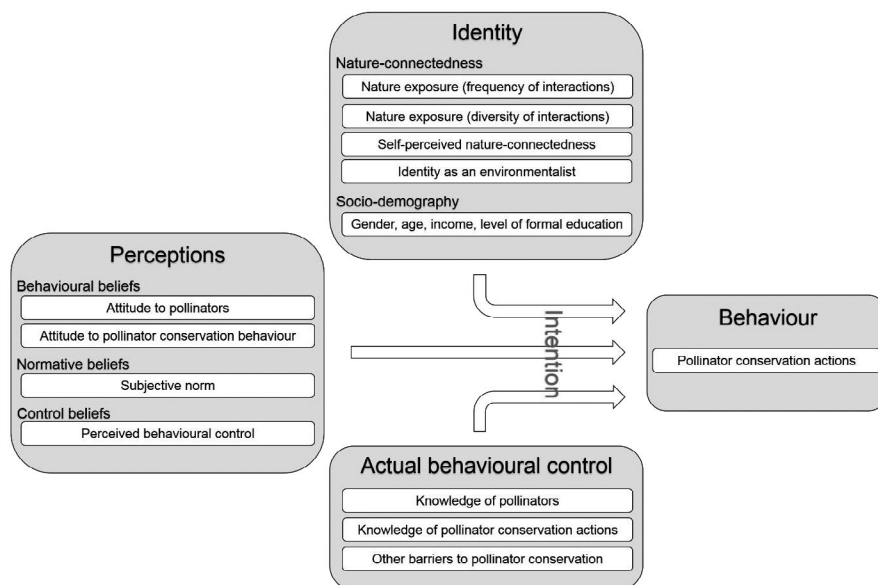 Identity
Nature-connectedness
Nature exposure (frequency of interactions)
Nature exposure (diversity of interactions)
Self-perceived nature-connectedness
Identity as an environmentalist
Socio-demography
Gender, age, income, level of formal education
Perceptions
Behavioural beliefs
Attitude to pollinators
Attitude to pollinator conservation behaviour
Normative beliefs
Subjective norm
Control beliefs
Perceived behavioural control
Intention
Behaviour
Pollinator conservation actions
Actual behavioural control
Knowledge of pollinators
Knowledge of pollinator conservation actions
Other barriers to pollinator conservation